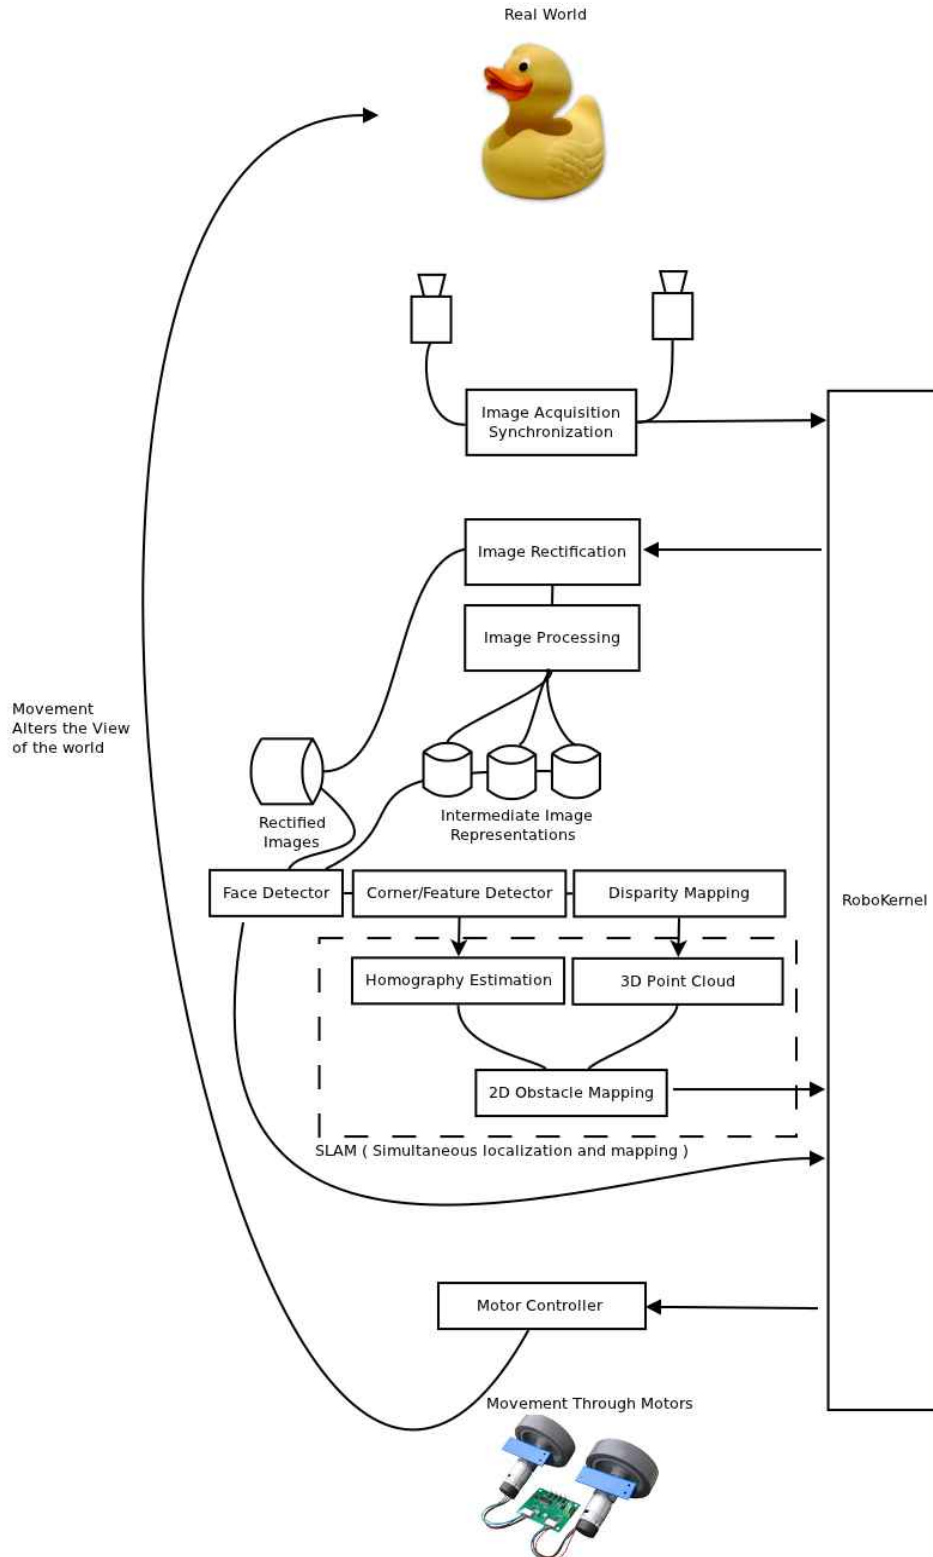 Real World
Image Acquisition
Synchronization
Image Rectification
Image Processing
Movement
Alters the View
of the world
Rectified
Images
Intermediate Image
Representations
Face Detector
Corner/Feature Detector
Disparity Mapping
RoboKernel
Homography Estimation
3D Point Cloud
2D Obstacle Mapping
SLAM ( Simultaneous localization and mapping )
Motor Controller
Movement Through Motors